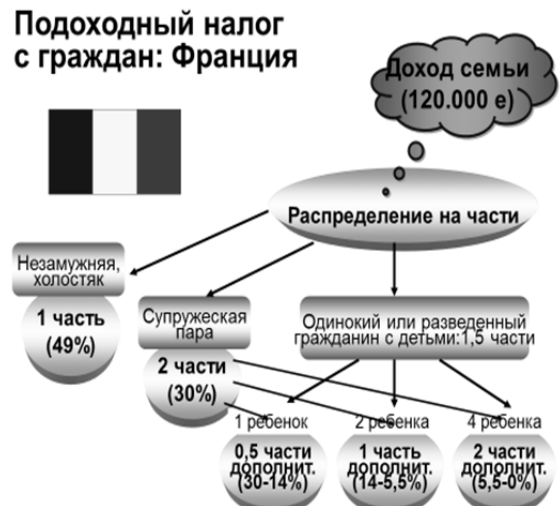 Подоходный налог
с граждан: Франция
Доход семьи
(120.000 е)
Распределение на части
Незамужняя,
холостяк
1 часть
(49%)
Супружеская
пара
2 части
(30%)
Одинокий или разведенный
гражданин с детьми:1,5 части
1 ребенок
0,5 части
дополнит.
(30-14%)
2 ребенка
1 часть
дополнит.
(14-5,5%)
4 ребенка
2 части
дополнит.
(5,5-0%)